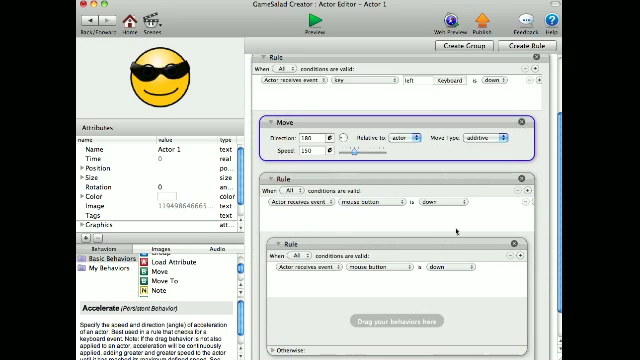 GameSalad Creator : Actor Editor - Actor 1
Back/Forward Home Scenes Preview Web Preview Publish Feedback Help
Create Group Create Rule
Rule
When All conditions are valid:
Actor receives event key left Keyboard is down
Move
Direction: 180 Relative to: actor Move Type: additive
Speed: 150
Rule
When All conditions are valid:
Actor receives event mouse button is down
Rule
When All conditions are valid:
Actor receives event mouse button is down
Drag your behaviors here
Otherwise:
Attributes
name value type
Name Actor 1 text
Time 0 real
Position
Size
Rotation 0 real
Color
Image text
Tags text
Graphics
Behaviors Images Audio
Basic Behaviors
My Behaviors
Group
Load Attribute
Move
Move To
Note
Accelerate (Persistent Behavior)
Specify the speed and direction (angle) of acceleration
of an actor. Best used in a rule that checks for a
keyboard event. Note: If the drag behavior is not also
applied to an actor, acceleration will be continuously
applied, adding greater and greater speed to the actor